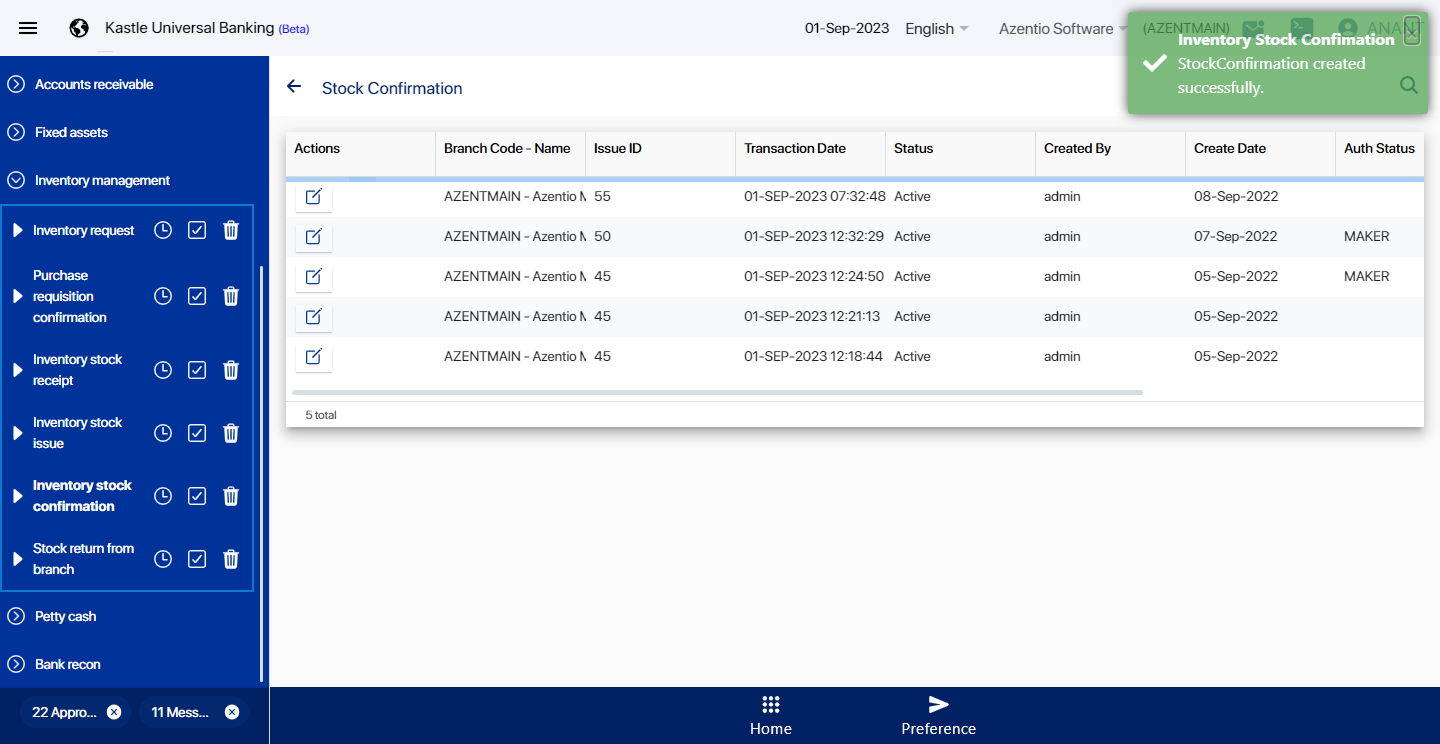 Kastle Universal Banking (Beta)
01-Sep-2023
English
Azentio Software
(AZENTMAIN)
ANANT
Inventory Stock Confimation
StockConfirmation created
successfully.
Accounts receivable
Fixed assets
Inventory management
Inventory request
Purchase
requisition
confirmation
Inventory stock
receipt
Inventory stock
issue
Inventory stock
confirmation
Stock return from
branch
Petty cash
Bank recon
22 Appro...
11 Mess...
Stock Confirmation
Actions Branch Code - Name Issue ID Transaction Date Status Created By Create Date Auth Status
AZENTMAIN - Azentio M 55 01-SEP-2023 07:32:48 Active admin 08-Sep-2022
AZENTMAIN - Azentio M 50 01-SEP-2023 12:32:29 Active admin 07-Sep-2022 MAKER
AZENTMAIN - Azentio M 45 01-SEP-2023 12:24:50 Active admin 05-Sep-2022 MAKER
AZENTMAIN - Azentio M 45 01-SEP-2023 12:21:13 Active admin 05-Sep-2022
AZENTMAIN - Azentio M 45 01-SEP-2023 12:18:44 Active admin 05-Sep-2022
5 total
Home
Preference